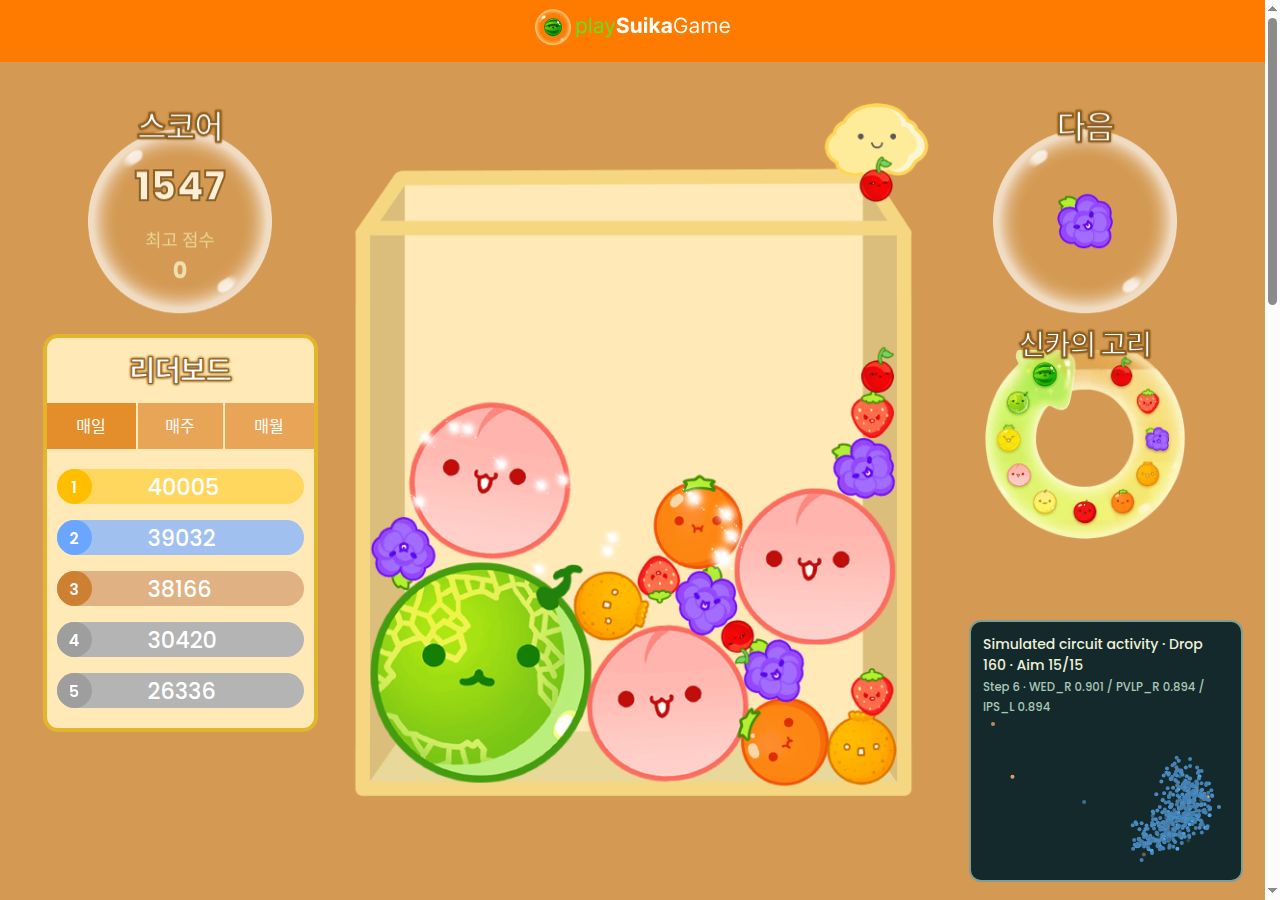 playSuikaGame
스코어
1547
최고 점수
0
리더보드
매일 매주 매월
1 40005
2 39032
3 38166
4 30420
5 26336
다음
신카의 고리
Simulated circuit activity · Drop
160 · Aim 15/15
Step 6 · WED_R 0.901 / PVLP_R 0.894 /
IPS_L 0.894